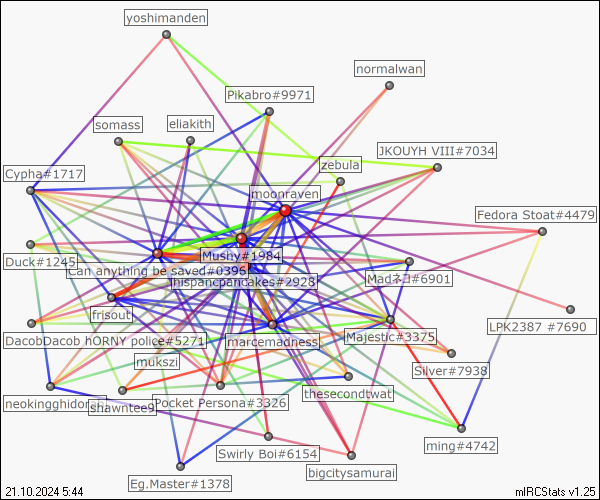 yoshimanden
normalwan
Pikabro#9971
somass
eliakith
JKOUYH VIII#7034
zebula
Cypha#1717
moonraven
Fedora Stoat#4479
Mushy#1984
Duck#1245
Can anything be saved#0396
Madネコ#6901
hispanicpancakes#2928
frisout
LPK2387 #7690
DacobDacob HORNY police#5271
marcemadness
Majestic#3375
mukszi
Silver#7938
thesecondtwat
neokingghidora
shawntee9
Pocket Persona#3326
ming#4742
Swirly Boi#6154
bigcitysamurai
Eg.Master#1378
21.10.2024 5:44
mIRCStats v1.25